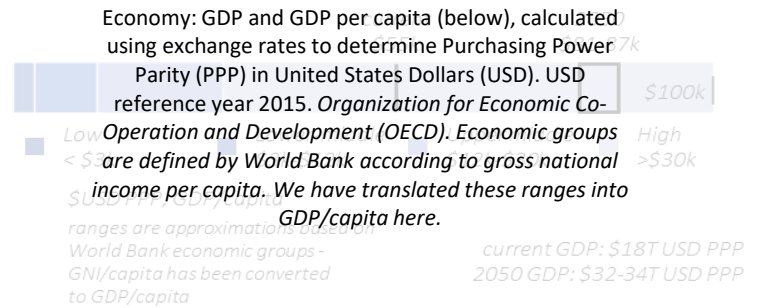 Economy: GDP and GDP per capita (below), calculated
using exchange rates to determine Purchasing Power
Parity (PPP) in United States Dollars (USD). USD
reference year 2015. Organization for Economic Co-
Operation and Development (OECD). Economic groups
are defined by World Bank according to gross national
income per capita. We have translated these ranges into
GDP/capita here.
$100k
High
>$30k
$USD PPP, GDP/capita
ranges are approximations based on
World Bank economic groups -
GNI/capita has been converted
to GDP/capita
current GDP: $18T USD PPP
2050 GDP: $32-34T USD PPP